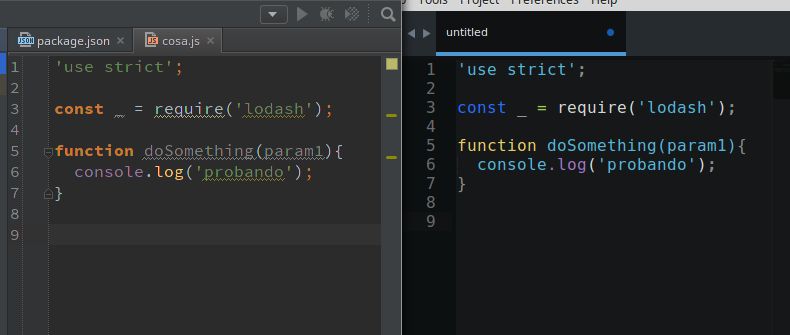 Tools Project Preferences Help
package.json cosa.js
1 'use strict';
2
3 const _ = require('lodash');
4
5 function doSomething(param1){
6   console.log('probando');
7 }
8
9
untitled
1 'use strict';
2
3 const _ = require('lodash');
4
5 function doSomething(param1){
6   console.log('probando');
7 }
8
9